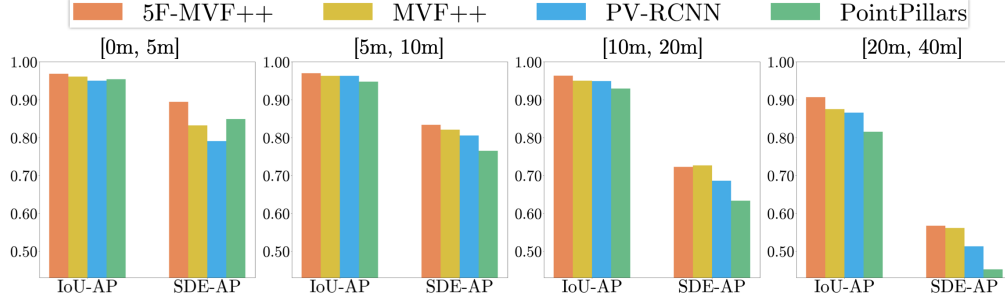 5F-MVF++ MVF++ PV-RCNN PointPillars
[0m, 5m] [5m, 10m] [10m, 20m] [20m, 40m]
1.00 1.00 1.00 1.00
0.90 0.90 0.90 0.90
0.80 0.80 0.80 0.80
0.70 0.70 0.70 0.70
0.60 0.60 0.60 0.60
0.50 0.50 0.50 0.50
IoU-AP SDE-AP IoU-AP SDE-AP IoU-AP SDE-AP IoU-AP SDE-AP